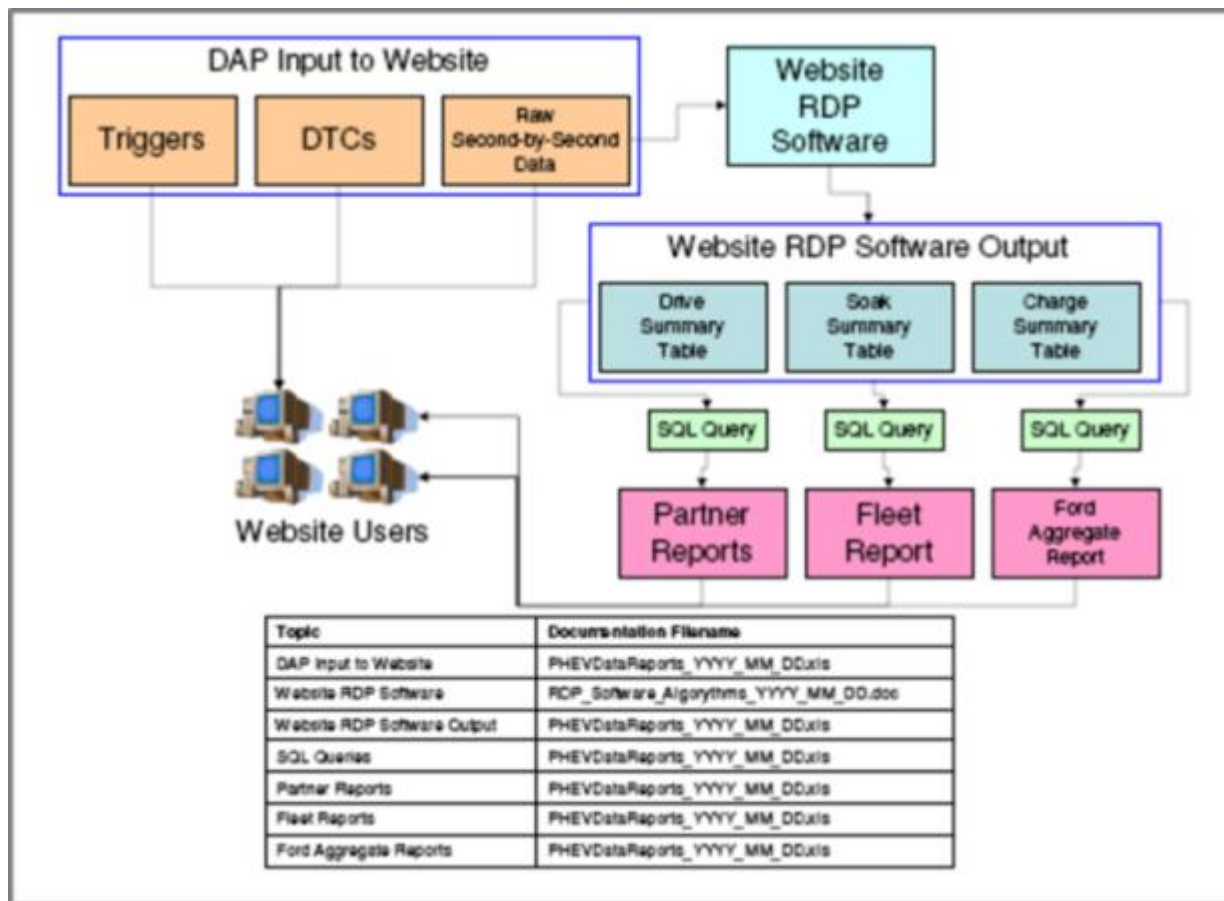 DAP Input to Website
Triggers
DTCs
Raw
Second-by-Second
Data
Website
RDP
Software
Website RDP Software Output
Drive
Summary
Table
Soak
Summary
Table
Charge
Summary
Table
SQL Query
SQL Query
SQL Query
Partner
Reports
Fleet
Report
Ford
Aggregate
Report
Website Users
Topic Documentation Filename
DAP Input to Website PHEVDataReports_YYYY_MM_DD.xls
Website RDP Software RDP_Software_Algorythms_YYYY_MM_DD.doc
Website RDP Software Output PHEVDataReports_YYYY_MM_DD.xls
SQL Queries PHEVDataReports_YYYY_MM_DD.xls
Partner Reports PHEVDataReports_YYYY_MM_DD.xls
Fleet Reports PHEVDataReports_YYYY_MM_DD.xls
Ford Aggregate Reports PHEVDataReports_YYYY_MM_DD.xls